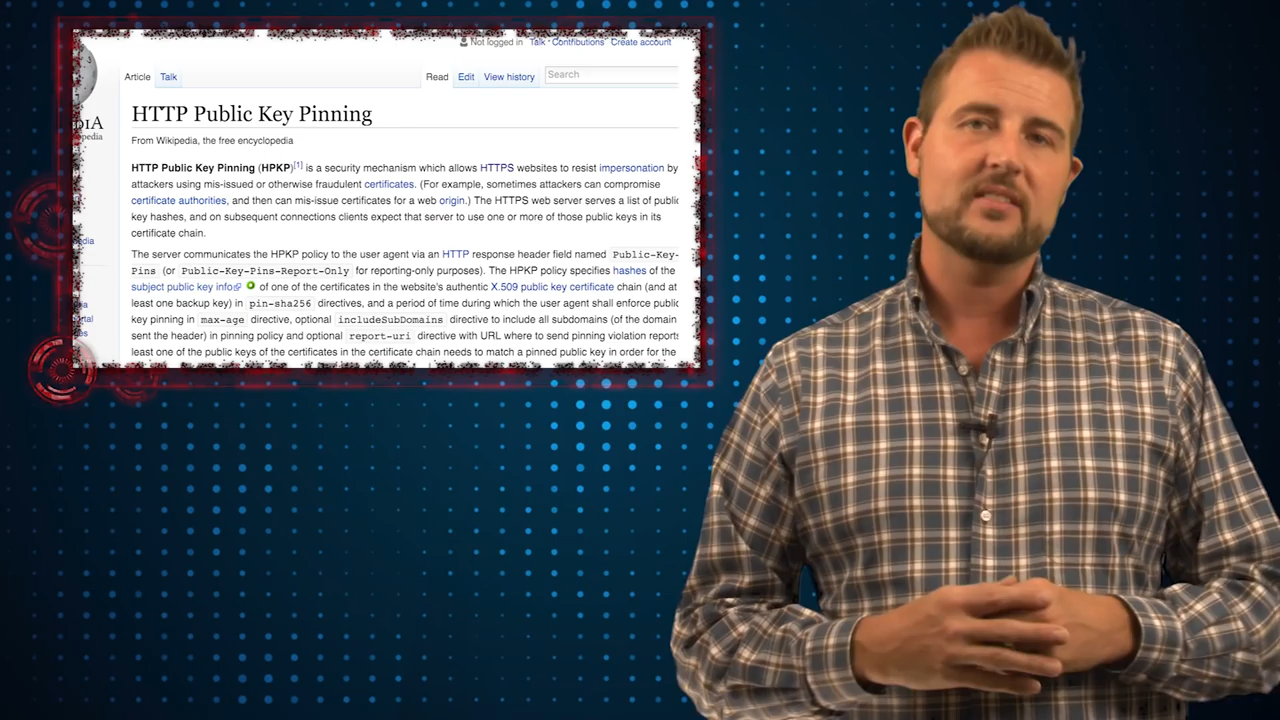 Not logged in Talk Contributions Create account
Article Talk Read Edit View history Search
HTTP Public Key Pinning
From Wikipedia, the free encyclopedia
HTTP Public Key Pinning (HPKP)[1] is a security mechanism which allows HTTPS websites to resist impersonation by
attackers using mis-issued or otherwise fraudulent certificates. (For example, sometimes attackers can compromise
certificate authorities, and then can mis-issue certificates for a web origin.) The HTTPS web server serves a list of public
key hashes, and on subsequent connections clients expect that server to use one or more of those public keys in its
certificate chain.
The server communicates the HPKP policy to the user agent via an HTTP response header field named Public-Key-
Pins (or Public-Key-Pins-Report-Only for reporting-only purposes). The HPKP policy specifies hashes of the
subject public key info of one of the certificates in the website's authentic X.509 public key certificate chain (and at
least one backup key) in pin-sha256 directives, and a period of time during which the user agent shall enforce public
key pinning in max-age directive, optional includeSubDomains directive to include all subdomains (of the domain
sent the header) in pinning policy and optional report-uri directive with URL where to send pinning violation reports
least one of the public keys of the certificates in the certificate chain needs to match a pinned public key in order for the